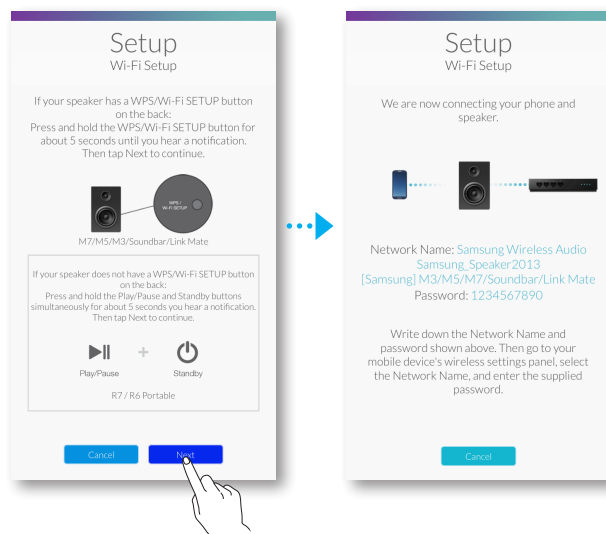 Setup
Wi-Fi Setup
If your speaker has a WPS/Wi-Fi SETUP button
on the back:
Press and hold the WPS/Wi-Fi SETUP button for
about 5 seconds until you hear a notification.
Then tap Next to continue.
WPS /
Wi-Fi SETUP
M7/M5/M3/Soundbar/Link Mate
If your speaker does not have a WPS/Wi-Fi SETUP button
on the back:
Press and hold the Play/Pause and Standby buttons
simultaneously for about 5 seconds you hear a notification.
Then tap Next to continue.
+
Play/Pause
Standby
R7 / R6 Portable
Cancel
Next
Setup
Wi-Fi Setup
We are now connecting your phone and
speaker.
Network Name: Samsung Wireless Audio
Samsung_Speaker2013
[Samsung] M3/M5/M7/Soundbar/Link Mate
Password: 1234567890
Write down the Network Name and
password shown above. Then go to your
mobile device's wireless settings panel, select
the Network Name, and enter the supplied
password.
Cancel